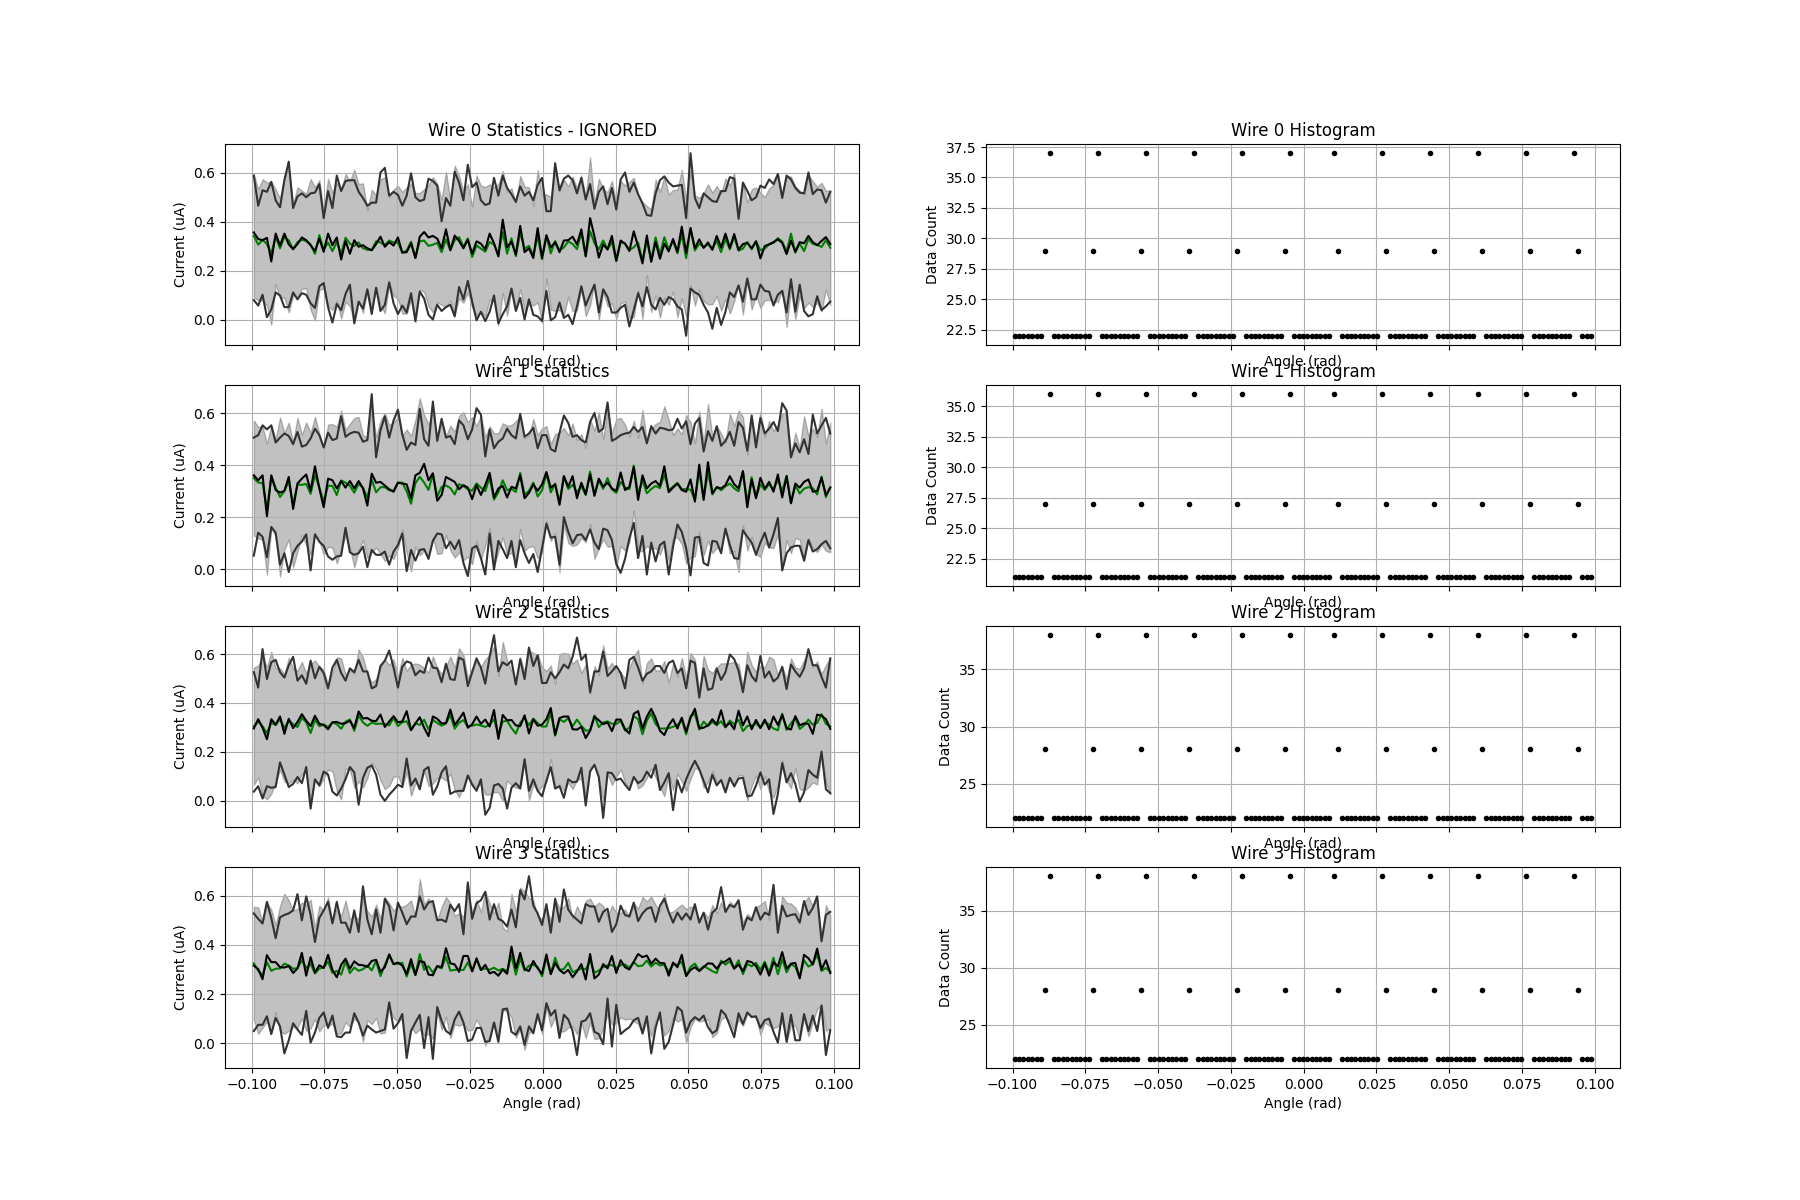 Wire 0 Statistics - IGNORED
Current (uA)
0.6
0.4
0.2
0.0
Angle (rad)
Wire 0 Histogram
Data Count
37.5
35.0
32.5
30.0
27.5
25.0
22.5
Angle (rad)
Wire 1 Statistics
Current (uA)
0.6
0.4
0.2
0.0
Angle (rad)
Wire 1 Histogram
Data Count
35.0
32.5
30.0
27.5
25.0
22.5
Angle (rad)
Wire 2 Statistics
Current (uA)
0.6
0.4
0.2
0.0
Angle (rad)
Wire 2 Histogram
Data Count
35
30
25
Angle (rad)
Wire 3 Statistics
Current (uA)
0.6
0.4
0.2
0.0
−0.100 −0.075 −0.050 −0.025 0.000 0.025 0.050 0.075 0.100
Angle (rad)
Wire 3 Histogram
Data Count
35
30
25
−0.100 −0.075 −0.050 −0.025 0.000 0.025 0.050 0.075 0.100
Angle (rad)